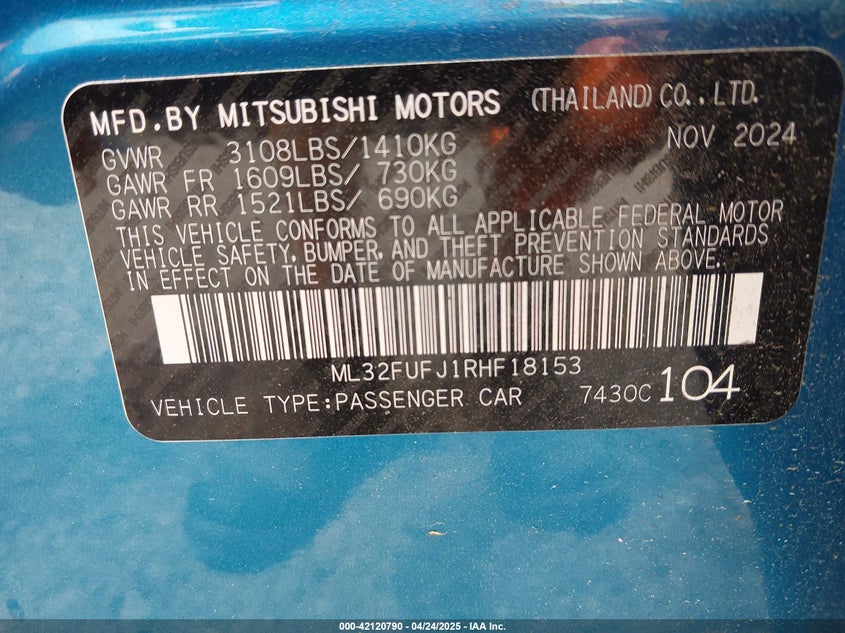 MFD.BY MITSUBISHI MOTORS (THAILAND) CO.,LTD.
GVWR 3108LBS/1410KG NOV 2024
GAWR FR 1609LBS/ 730KG
GAWR RR 1521LBS/ 690KG
THIS VEHICLE CONFORMS TO ALL APPLICABLE FEDERAL MOTOR
VEHICLE SAFETY, BUMPER, AND THEFT PREVENTION STANDARDS
IN EFFECT ON THE DATE OF MANUFACTURE SHOWN ABOVE.
ML32FUFJ1RHF18153
VEHICLE TYPE:PASSENGER CAR 7430C 104
000-42120790 - 04/24/2025 - IAA Inc.